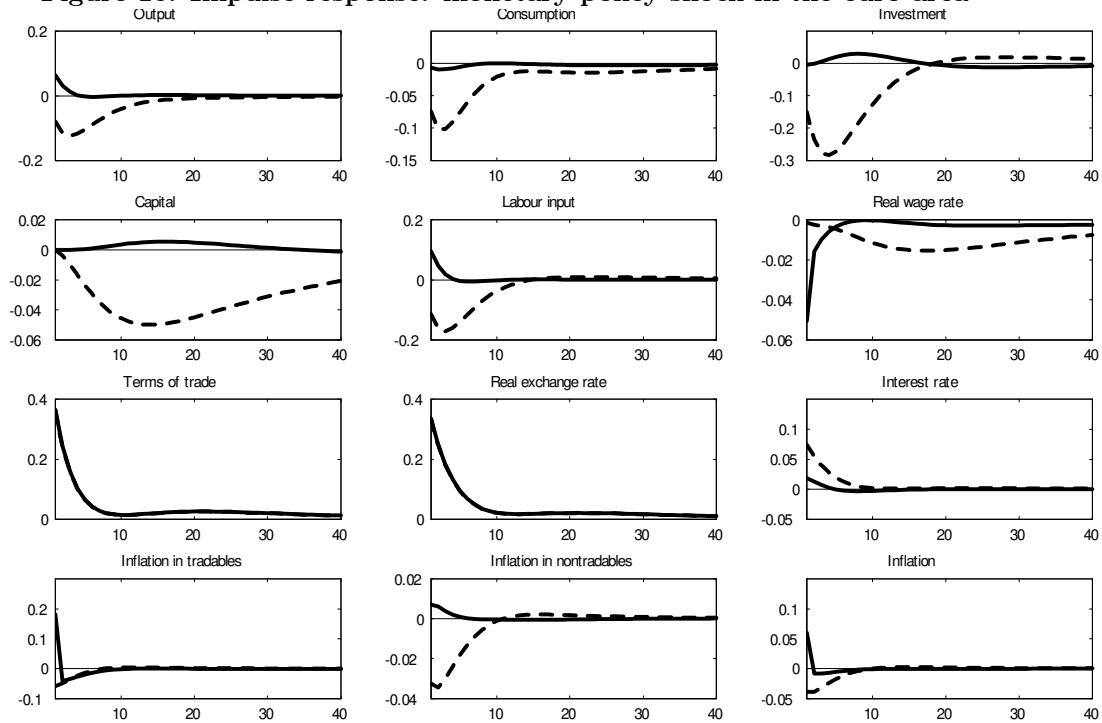 Figure 10: Impulse response: monetary policy shock in the euro area
Output
Consumption
Investment
0.2
0
-0.2
10 20 30 40
0
-0.05
-0.1
-0.15
10 20 30 40
0
-0.1
-0.2
-0.3
10 20 30 40
Capital
Labour input
Real wage rate
0.02
0
-0.02
-0.04
-0.06
10 20 30 40
0.2
0
-0.2
10 20 30 40
0
-0.02
-0.04
-0.06
10 20 30 40
Terms of trade
Real exchange rate
Interest rate
0.4
0.2
0
10 20 30 40
0.4
0.2
0
10 20 30 40
0.1
0.05
0
-0.05
10 20 30 40
Inflation in tradables
Inflation in nontradables
Inflation
0.2
0.1
0
-0.1
10 20 30 40
0.02
0
-0.02
-0.04
10 20 30 40
0.1
0.05
0
-0.05
10 20 30 40